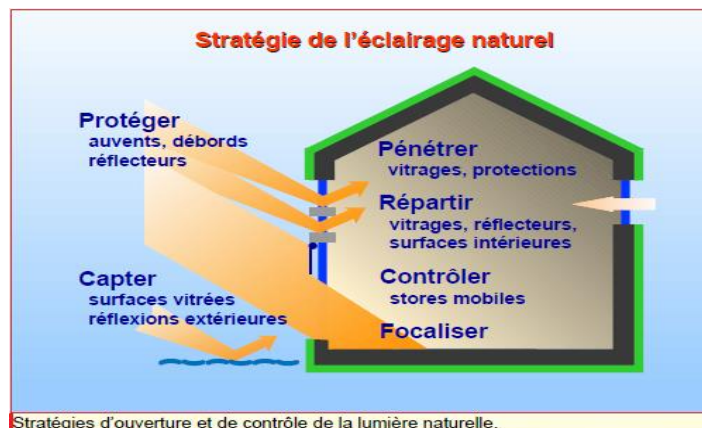 Stratégie de l'éclairage naturel
Protéger
auvents, débords
réflecteurs
Capter
surfaces vitrées
réflexions extérieures
Pénétrer
vitrages, protections
Répartir
vitrages, réflecteurs,
surfaces intérieures
Contrôler
stores mobiles
Focaliser
Stratégies d'ouverture et de contrôle de la lumière naturelle.